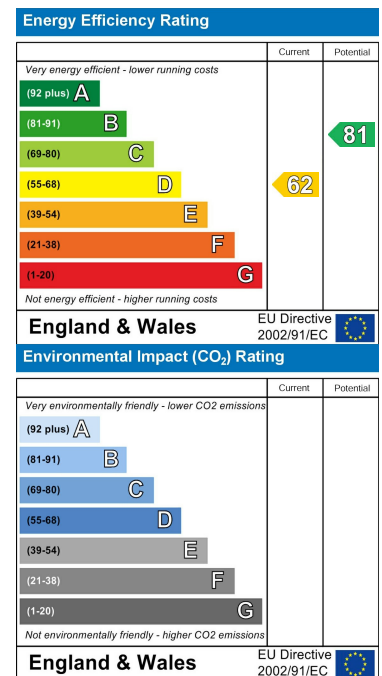 Energy Efficiency Rating
Current Potential
Very energy efficient - lower running costs
(92 plus) A
(81-91) B
81
(69-80) C
(55-68) D
62
(39-54) E
(21-38) F
(1-20) G
Not energy efficient - higher running costs
England & Wales
EU Directive
2002/91/EC
Environmental Impact (CO₂) Rating
Current Potential
Very environmentally friendly - lower CO2 emissions
(92 plus) A
(81-91) B
(69-80) C
(55-68) D
(39-54) E
(21-38) F
(1-20) G
Not environmentally friendly - higher CO2 emissions
England & Wales
EU Directive
2002/91/EC